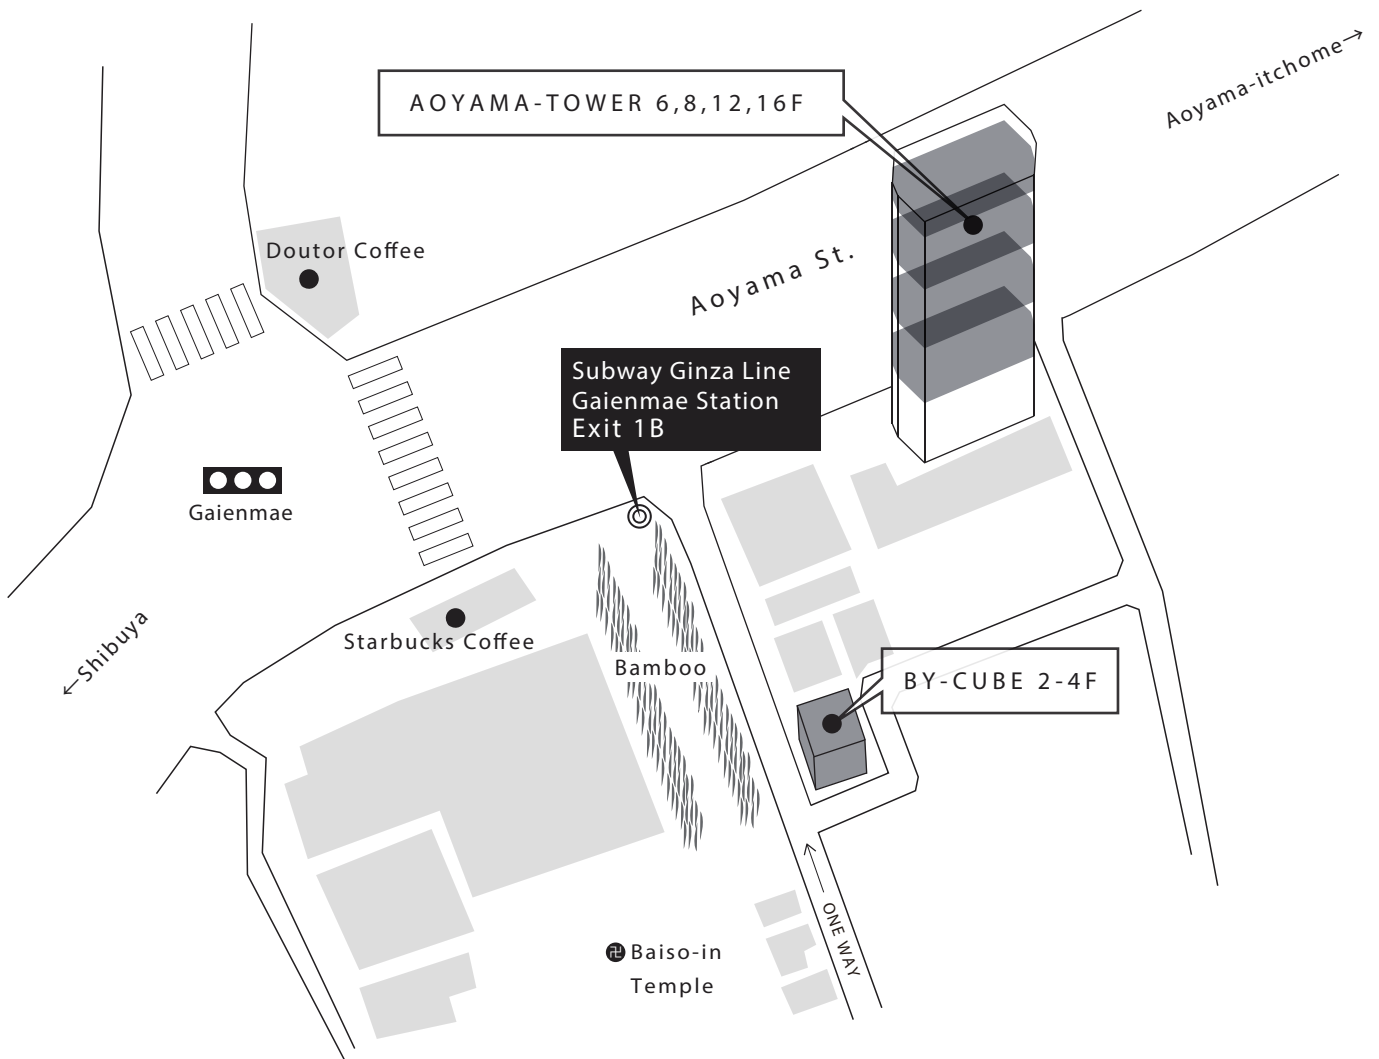 Aoyama-itchome→
AOYAMA-TOWER 6,8,12,16F
Doutor Coffee
Aoyama St.
Subway Ginza Line
Gaienmae Station
Exit 1B
Gaienmae
←Shibuya
Starbucks Coffee
Bamboo
BY-CUBE 2-4F
← ONE WAY
卍 Baiso-in
Temple